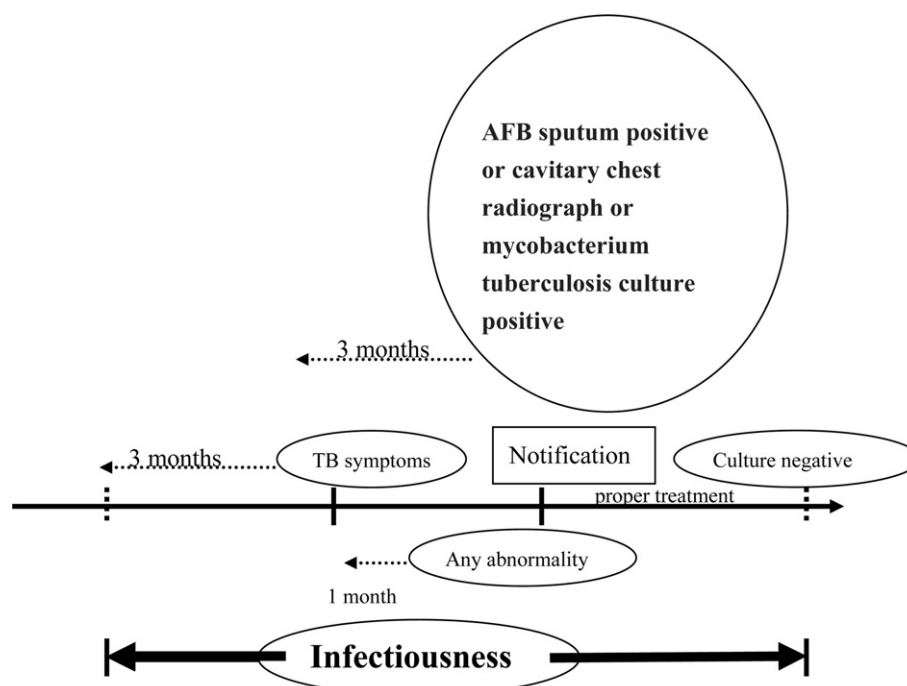 AFB sputum positive
or cavitary chest
radiograph or
mycobacterium
tuberculosis culture
positive
3 months
3 months
TB symptoms
Notification
Culture negative
proper treatment
Any abnormality
1 month
Infectiousness